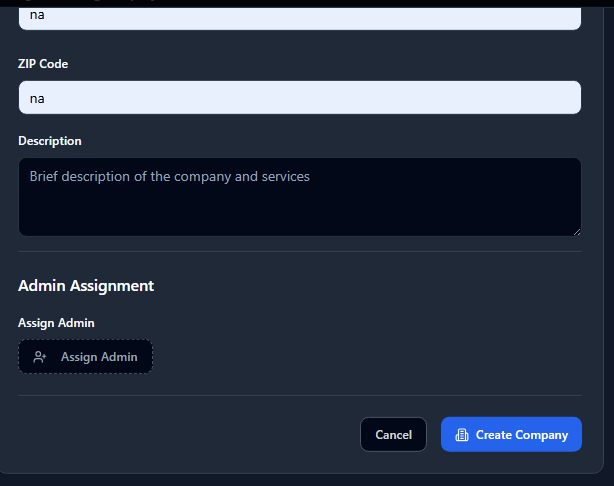 na
ZIP Code
na
Description
Brief description of the company and services
Admin Assignment
Assign Admin
Assign Admin
Cancel
Create Company